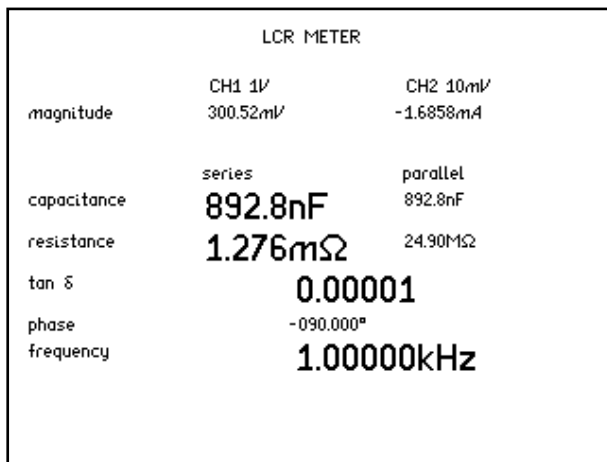 LCR METER
CH1 1V CH2 10mV
magnitude 300.52mV -1.6858mA
series parallel
capacitance 892.8nF 892.8nF
resistance 1.276mΩ 24.90MΩ
tan δ 0.00001
phase -090.000°
frequency 1.00000kHz